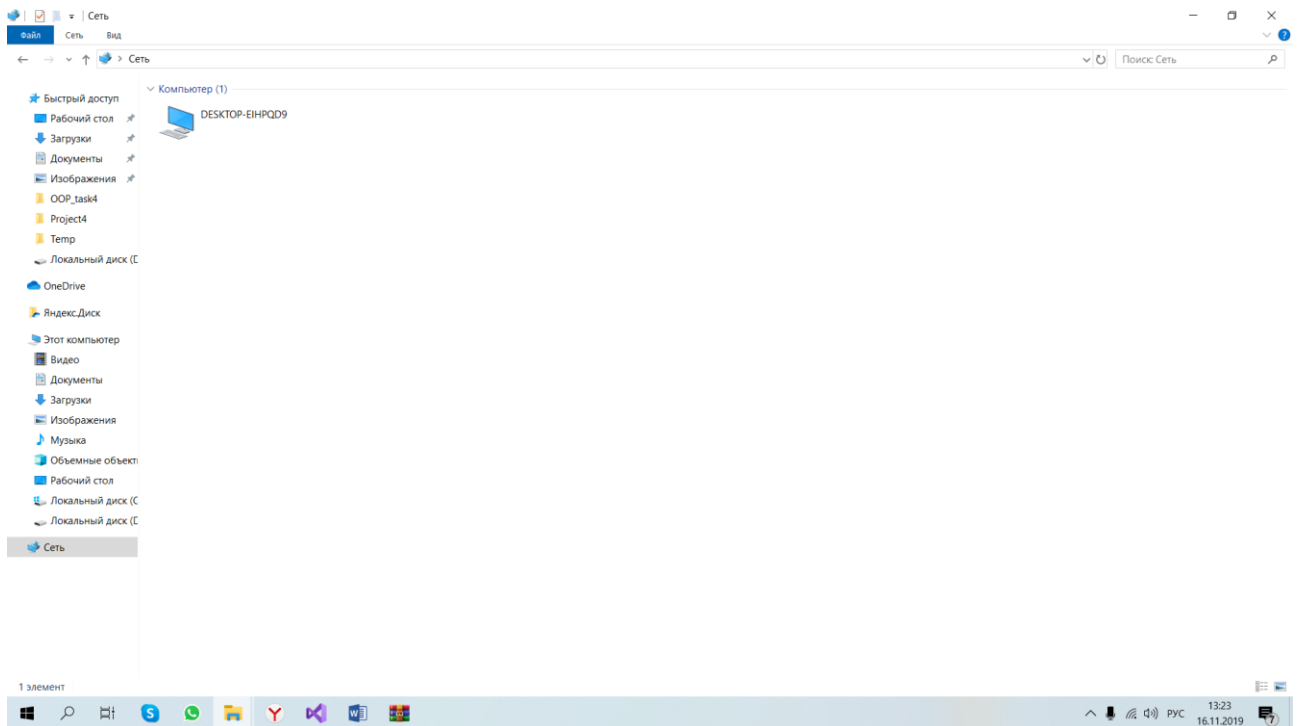 Сеть
Файл Сеть Вид
Сеть
Поиск: Сеть
Быстрый доступ
Рабочий стол
Загрузки
Документы
Изображения
OOP_task4
Project4
Temp
Локальный диск (D
OneDrive
Яндекс.Диск
Этот компьютер
Видео
Документы
Загрузки
Изображения
Музыка
Объемные объекты
Рабочий стол
Локальный диск (C
Локальный диск (D
Сеть
Компьютер (1)
DESKTOP-EIHPQD9
1 элемент
РУС
13:23
16.11.2019
7